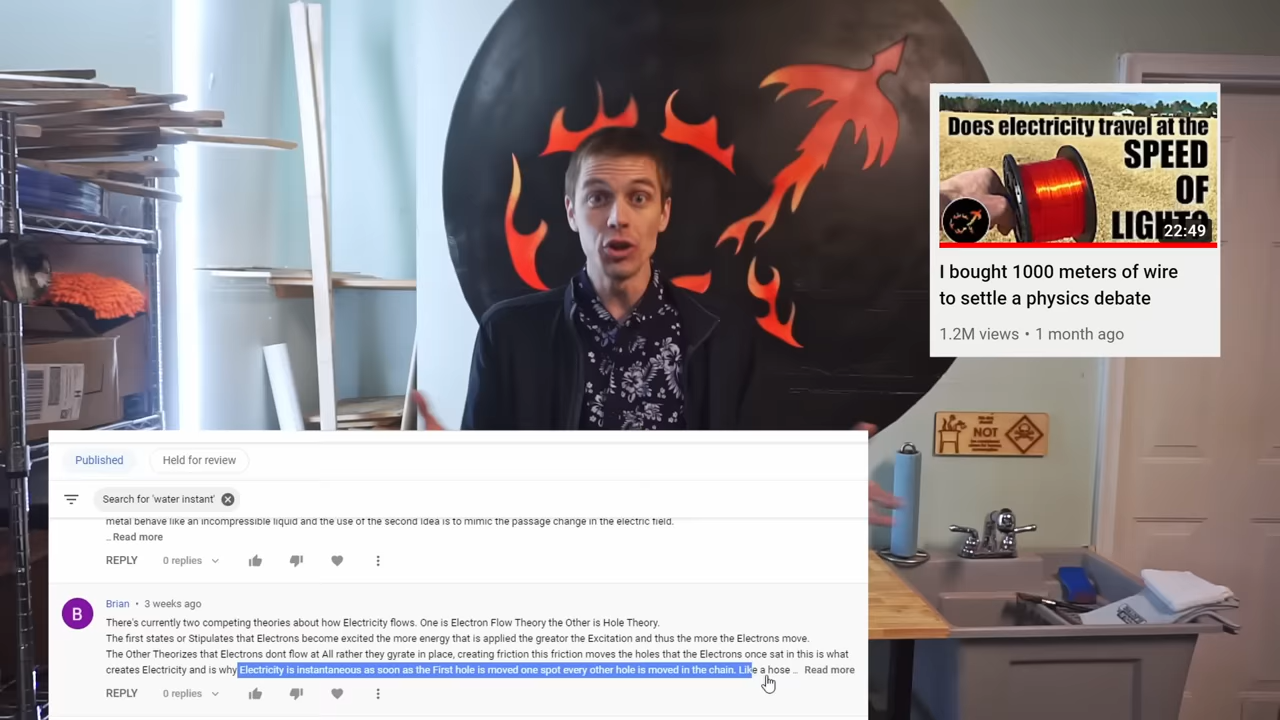 Does electricity travel at the
SPEED
OF
LIGHT?
22:49
I bought 1000 meters of wire
to settle a physics debate
1.2M views • 1 month ago
NOT
Published
Held for review
Search for 'water instant'
metal behave like an incompressible liquid and the use of the second idea is to mimic the passage change in the electric field.
.. Read more
REPLY 0 replies
B
Brian • 3 weeks ago
There's currently two competing theories about how Electricity flows. One is Electron Flow Theory the Other is Hole Theory.
The first states or Stipulates that Electrons become excited the more energy that is applied the greater the Excitation and thus the more the Electrons move.
The Other Theorizes that Electrons dont flow at All rather they gyrate in place, creating friction this friction moves the holes that the Electrons once sat in this is what
creates Electricity and is why Electricity is instantaneous as soon as the First hole is moved one spot every other hole is moved in the chain. Like a hose .. Read more
REPLY 0 replies